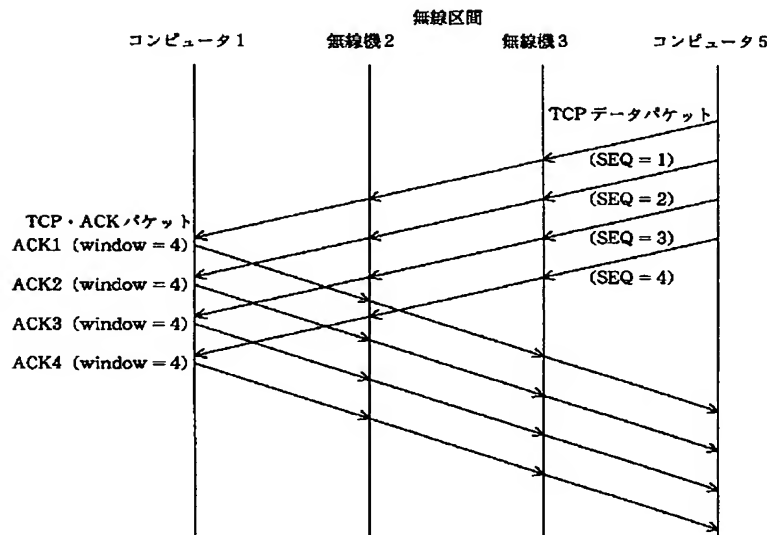 無線区間
コンピュータ1 無線機2 無線機3 コンピュータ5
TCPデータパケット
(SEQ = 1)
(SEQ = 2)
TCP・ACKパケット
ACK1 (window = 4)
(SEQ = 3)
ACK2 (window = 4)
(SEQ = 4)
ACK3 (window = 4)
ACK4 (window = 4)